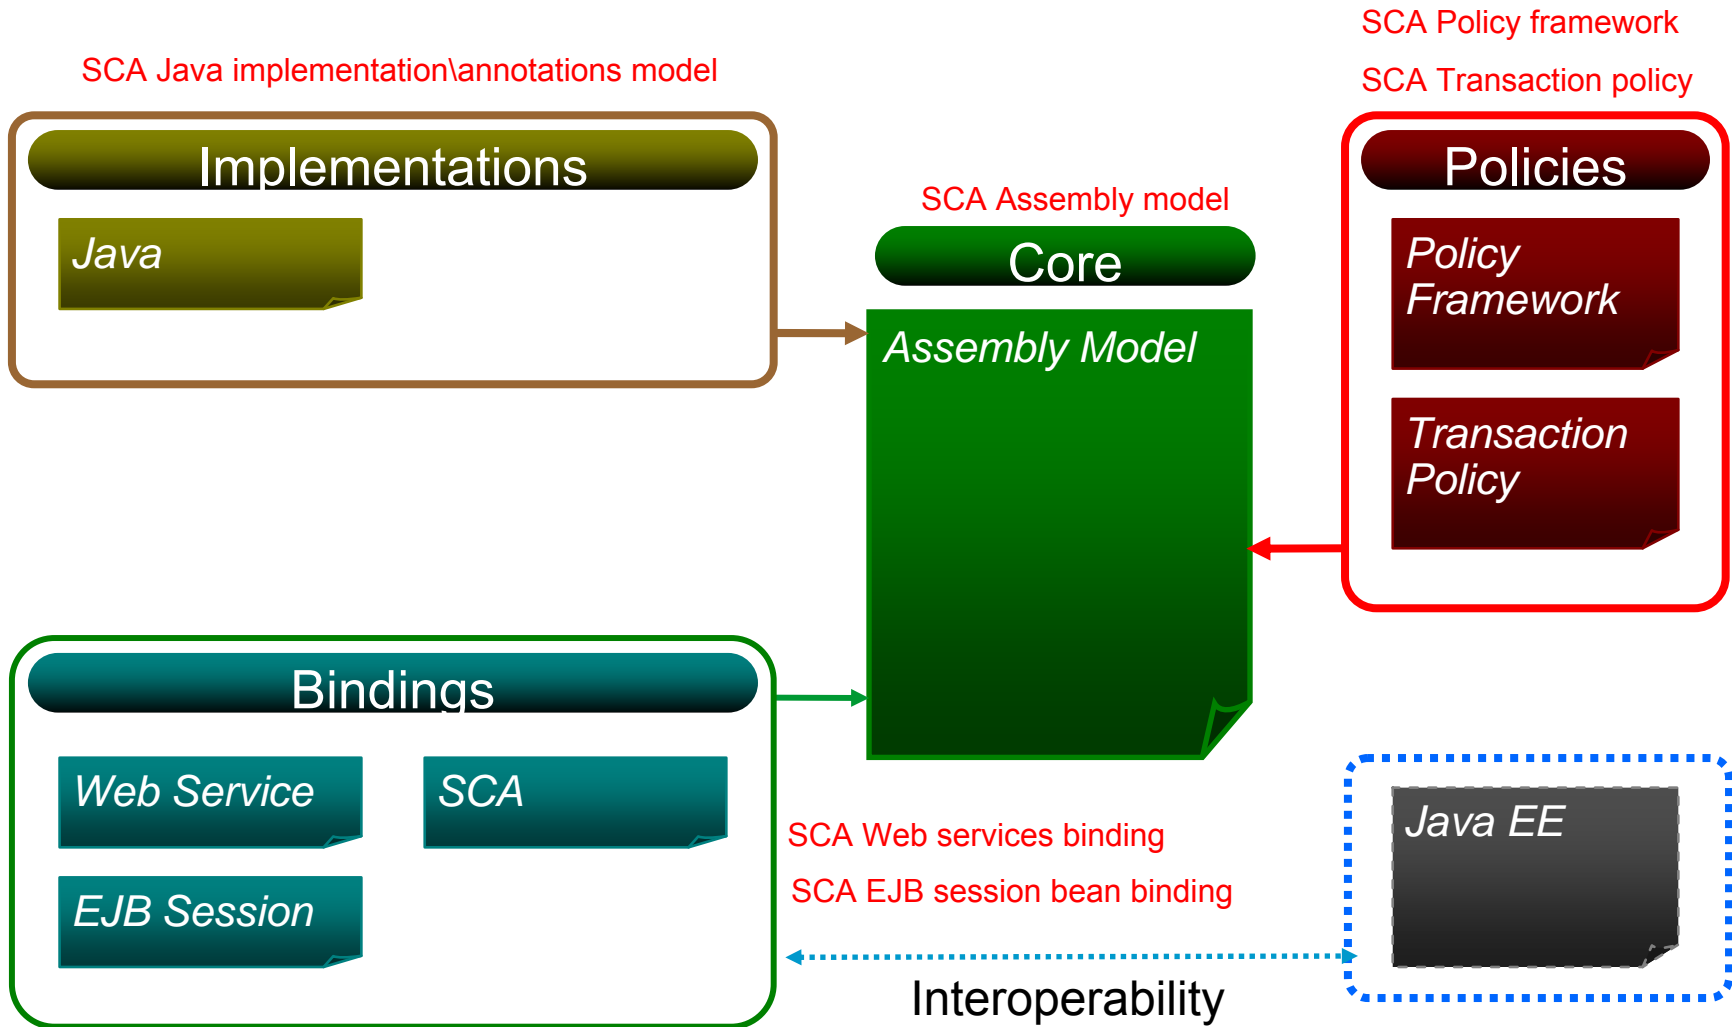 SCA Policy framework
SCA Java implementation\annotations model
SCA Transaction policy
Implementations
Policies
SCA Assembly model
Java
Core
Policy
Framework
Assembly Model
Transaction
Policy
Bindings
Web Service
SCA
Java EE
SCA Web services binding
EJB Session
SCA EJB session bean binding
Interoperability